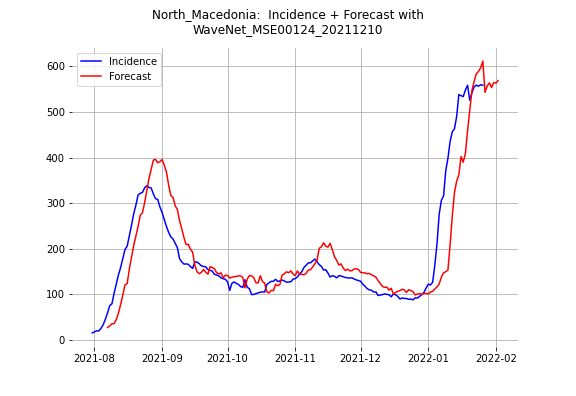 North_Macedonia:  Incidence + Forecast with
WaveNet_MSE00124_20211210
Incidence
Forecast
600
500
400
300
200
100
0
2021-08 2021-09 2021-10 2021-11 2021-12 2022-01 2022-02